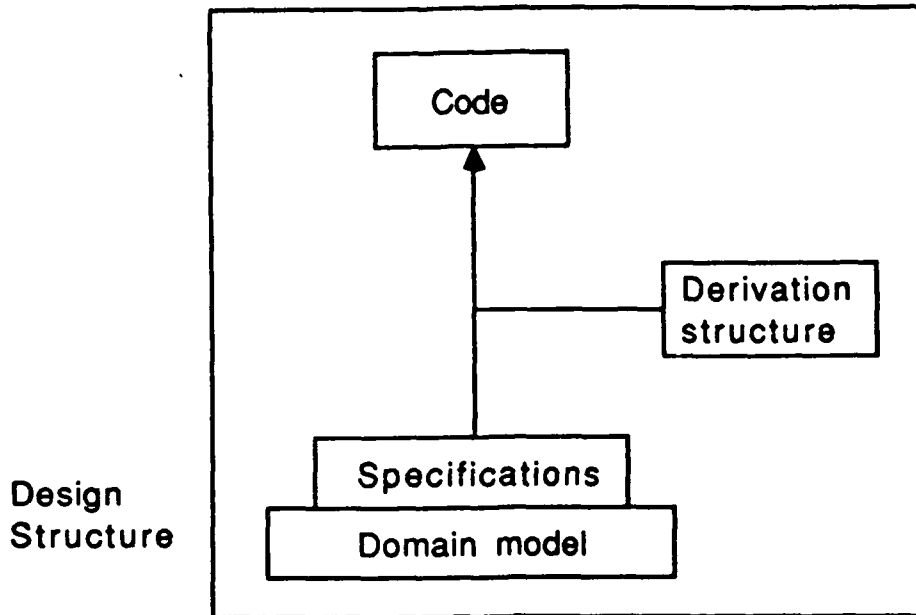 Code
Derivation
structure
Specifications
Domain model
Design
Structure